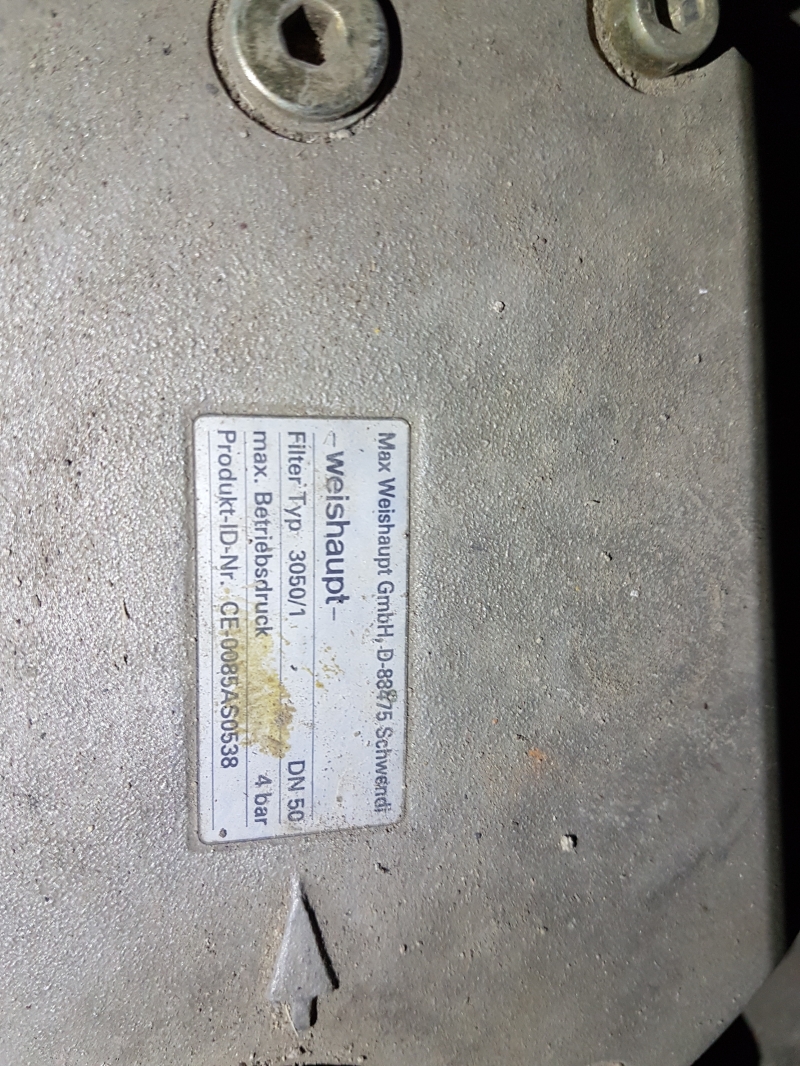 Max Weishaupt GmbH, D-88475 Schwendi
-weishaupt-
Filter Typ 3050/1 DN 50
max. Betriebsdruck 4 bar
Produkt-ID-Nr. CE-0085AS0538